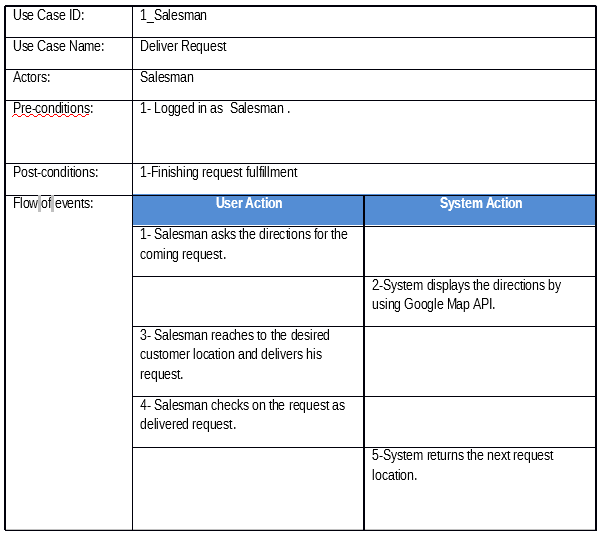 Use Case ID: 1_Salesman
Use Case Name: Deliver Request
Actors: Salesman
Pre-conditions: 1- Logged in as  Salesman .
Post-conditions: 1-Finishing request fulfillment
Flow of events: User Action System Action
1- Salesman asks the directions for the
coming request.
2-System displays the directions by
using Google Map API.
3- Salesman reaches to the desired
customer location and delivers his
request.
4- Salesman checks on the request as
delivered request.
5-System returns the next request
location.